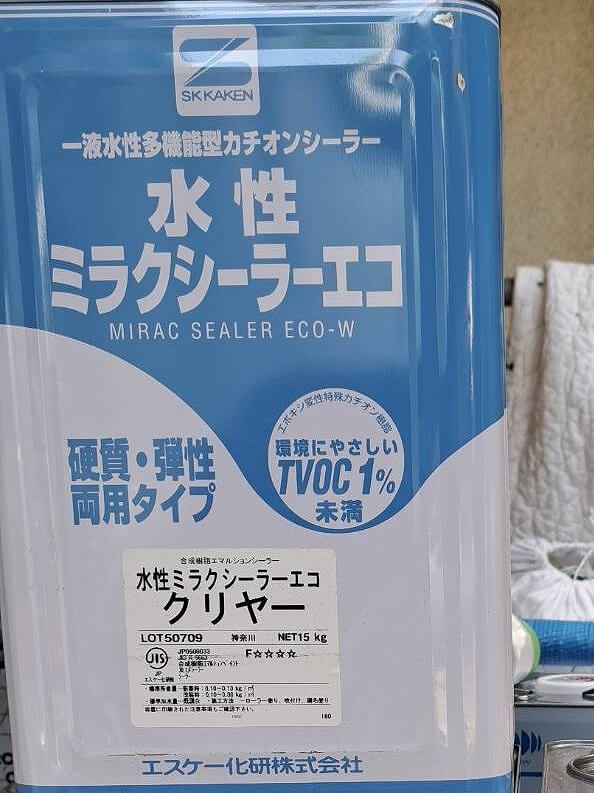 SK KAKEN
一液水性多機能型カチオンシーラー
水性
ミラクシーラーエコ
MIRAC SEALER ECO-W
エポキシ変性特殊カチオン樹脂
環境にやさしい
TVOC 1%
未満
硬質・弾性
両用タイプ
合成樹脂エマルションシーラー
水性ミラクシーラーエコ
クリヤー
LOT50709 神奈川 NET15 kg
F☆☆☆☆
JIS
エスケー化研株式会社